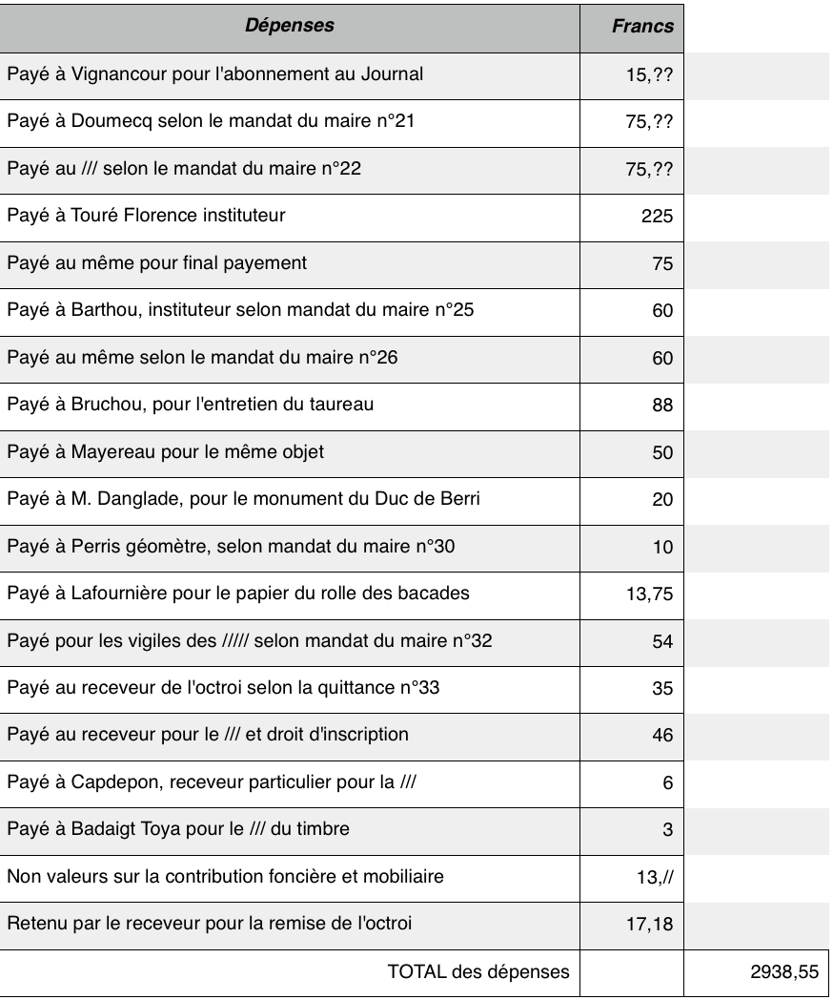 Dépenses Francs
Payé à Vignancour pour l'abonnement au Journal 15,??
Payé à Doumecq selon le mandat du maire n°21 75,??
Payé au /// selon le mandat du maire n°22 75,??
Payé à Touré Florence instituteur 225
Payé au même pour final payement 75
Payé à Barthou, instituteur selon mandat du maire n°25 60
Payé au même selon le mandat du maire n°26 60
Payé à Bruchou, pour l'entretien du taureau 88
Payé à Mayereau pour le même objet 50
Payé à M. Danglade, pour le monument du Duc de Berri 20
Payé à Perris géomètre, selon mandat du maire n°30 10
Payé à Lafournière pour le papier du rolle des bacades 13,75
Payé pour les vigiles des ///// selon mandat du maire n°32 54
Payé au receveur de l'octroi selon la quittance n°33 35
Payé au receveur pour le /// et droit d'inscription 46
Payé à Capdepon, receveur particulier pour la /// 6
Payé à Badaigt Toya pour le /// du timbre 3
Non valeurs sur la contribution foncière et mobiliaire 13,//
Retenu par le receveur pour la remise de l'octroi 17,18
TOTAL des dépenses 2938,55